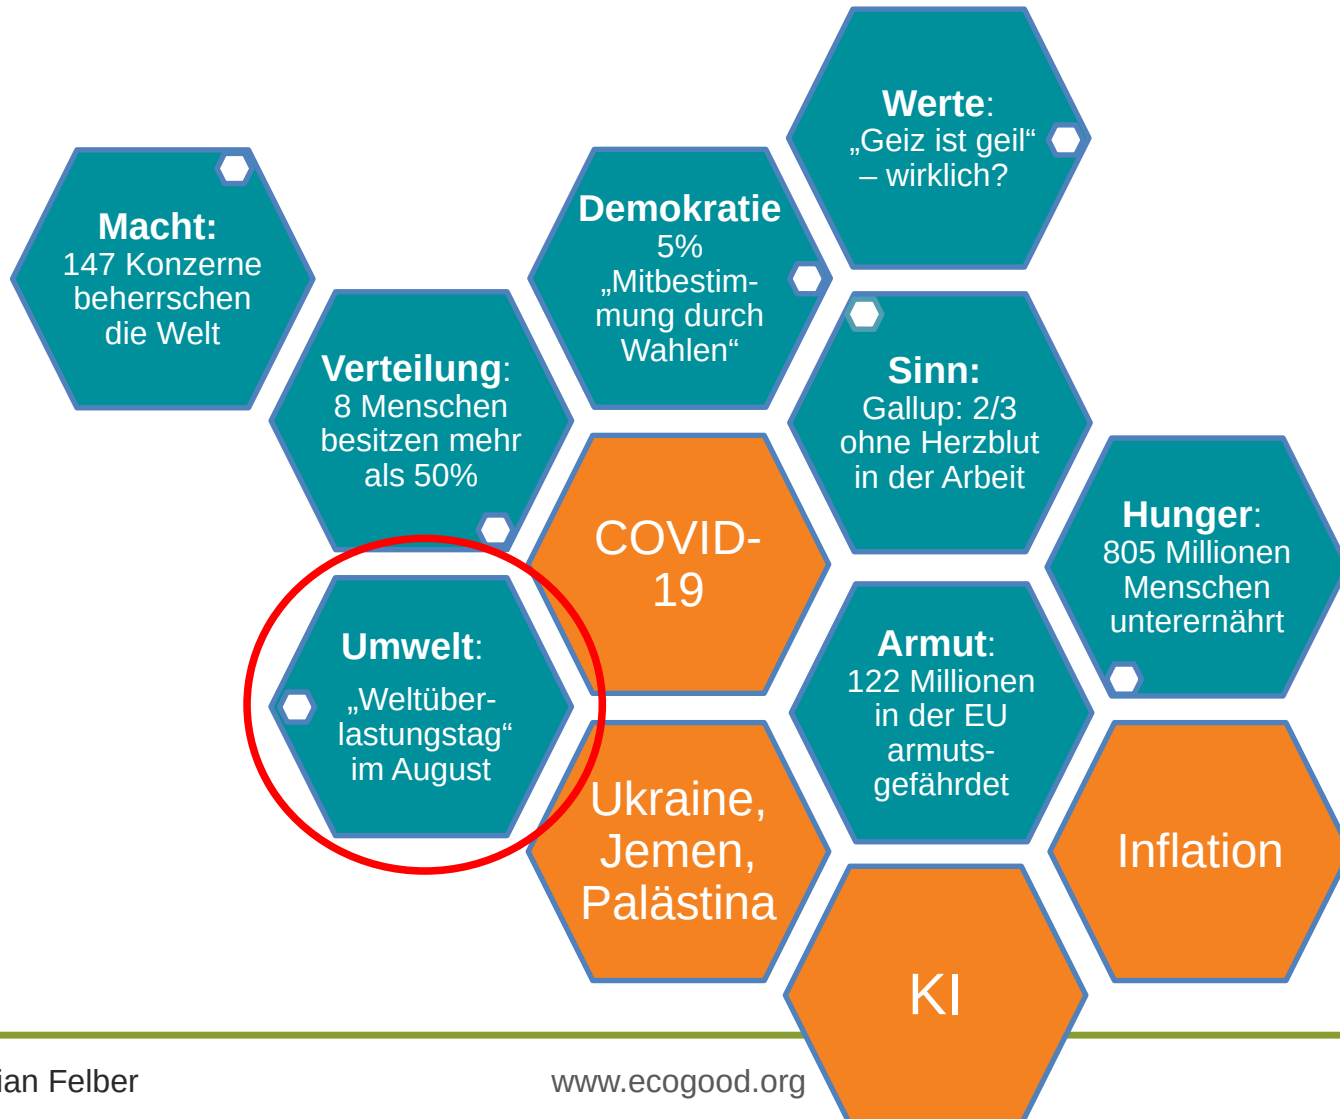 Werte:
„Geiz ist geil“
– wirklich?
Macht:
147 Konzerne
beherrschen
die Welt
Demokratie
5%
„Mitbestim-
mung durch
Wahlen“
Verteilung:
8 Menschen
besitzen mehr
als 50%
Sinn:
Gallup: 2/3
ohne Herzblut
in der Arbeit
COVID-
19
Hunger:
805 Millionen
Menschen
unterernährt
Umwelt:
„Weltüber-
lastungstag“
im August
Armut:
122 Millionen
in der EU
armuts-
gefährdet
Ukraine,
Jemen,
Palästina
Inflation
KI
ian Felber
www.ecogood.org